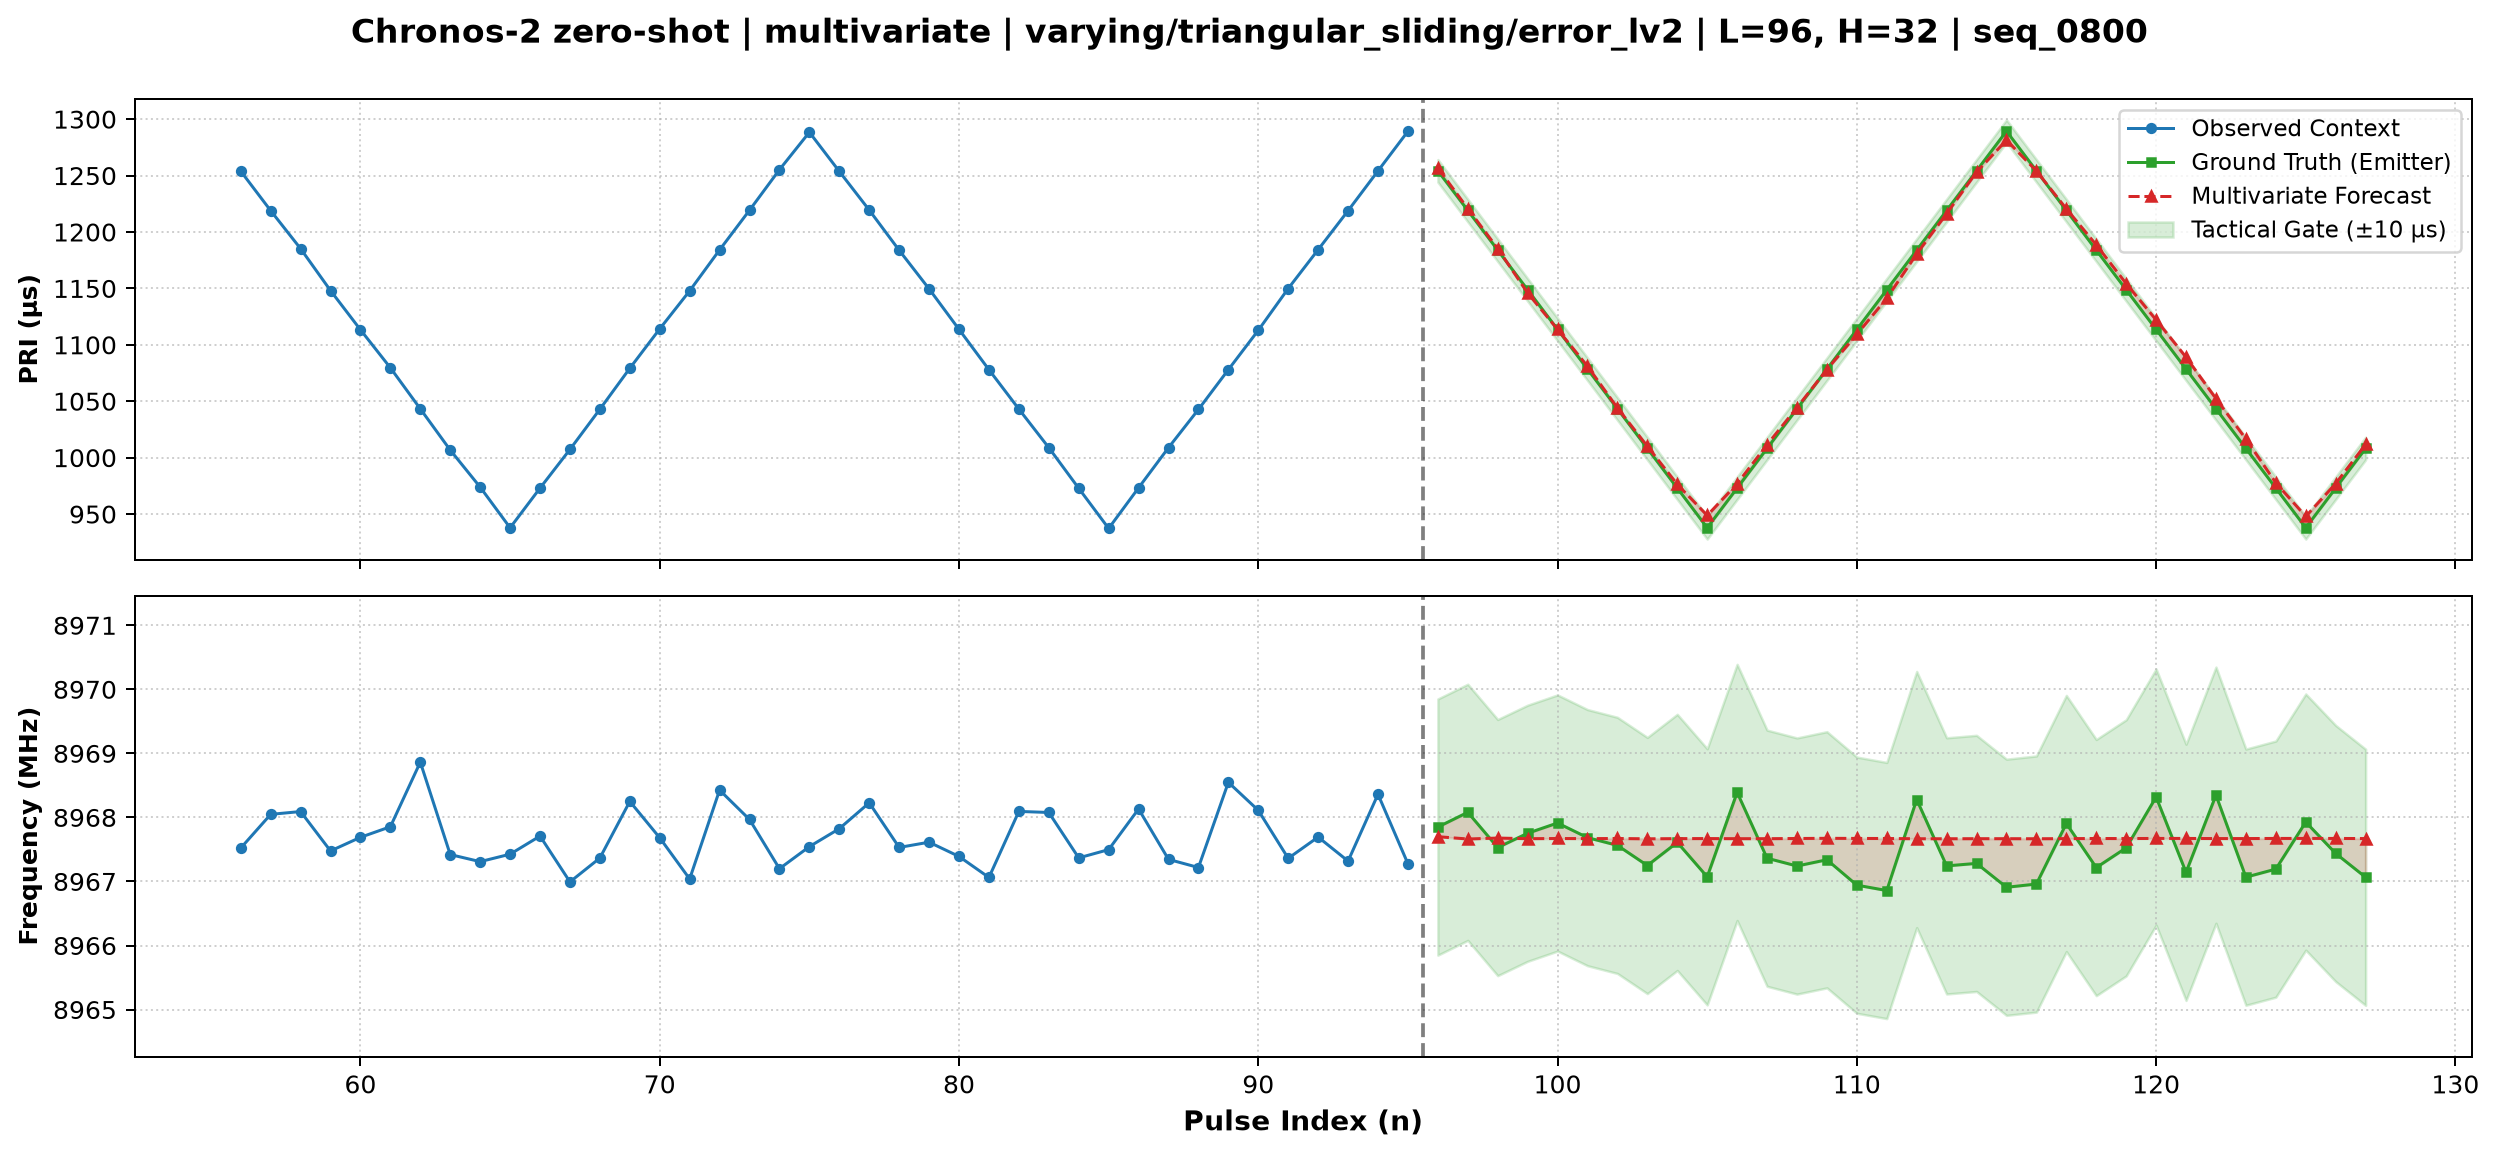 Chronos-2 zero-shot | multivariate | varying/triangular_sliding/error_lv2 | L=96, H=32 | seq_0800
PRI (µs)
1300
1250
1200
1150
1100
1050
1000
950
Observed Context
Ground Truth (Emitter)
Multivariate Forecast
Tactical Gate (±10 µs)
Frequency (MHz)
8971
8970
8969
8968
8967
8966
8965
60 70 80 90 100 110 120 130
Pulse Index (n)